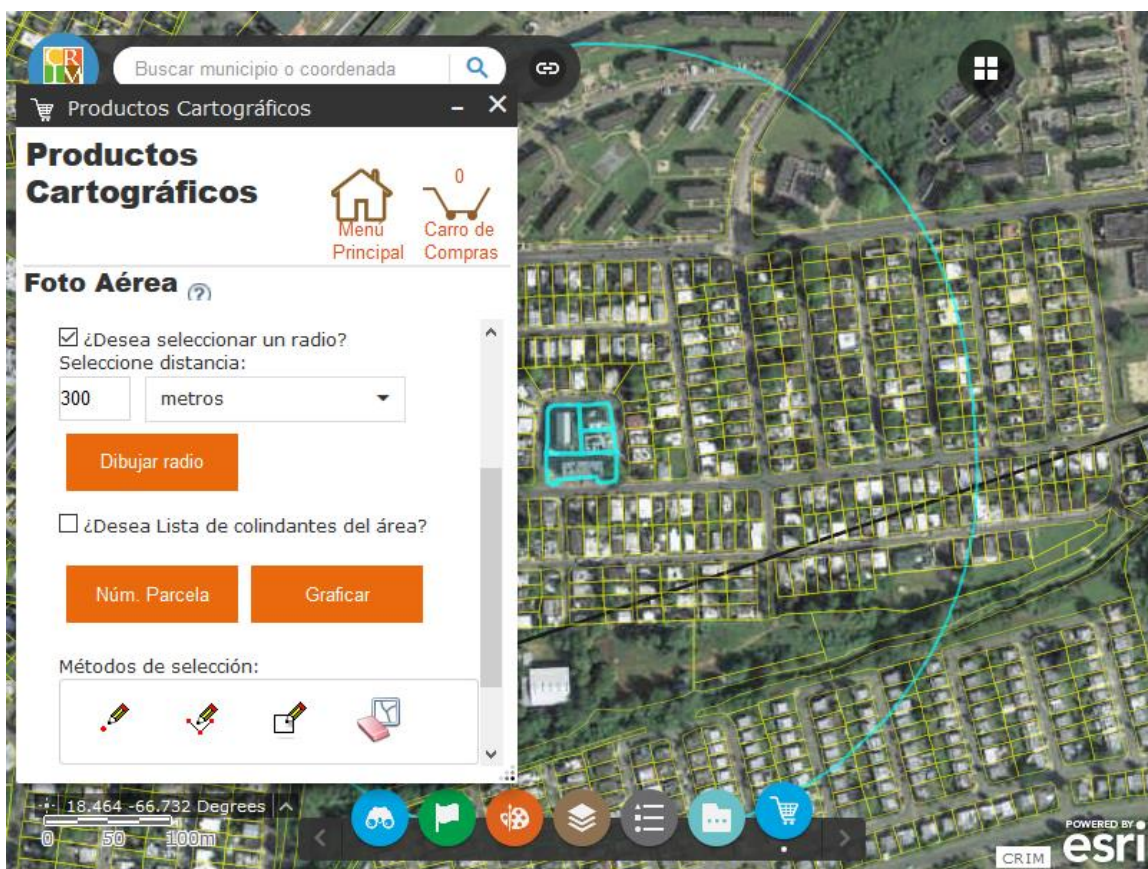 CRIM
Buscar municipio o coordenada
Productos Cartográficos
Productos
Cartográficos
0
Menú
Principal
Carro de
Compras
Foto Aérea
¿Desea seleccionar un radio?
Seleccione distancia:
300
metros
Dibujar radio
¿Desea Lista de colindantes del área?
Núm. Parcela
Graficar
Métodos de selección:
18.464 -66.732 Degrees
0 50 100m
CRIM
POWERED BY
esri